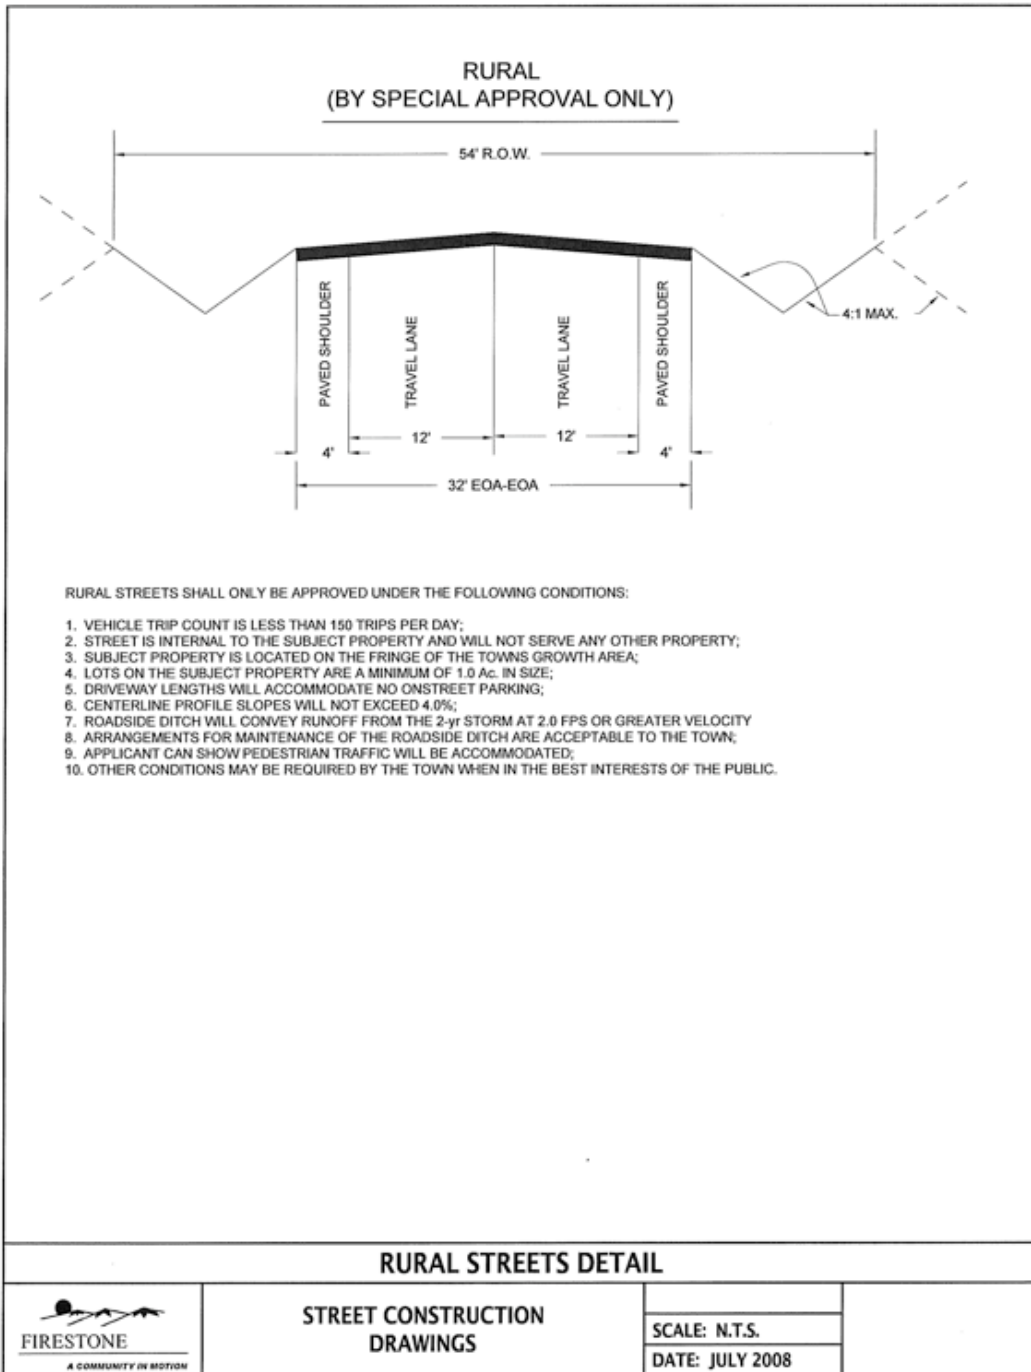 RURAL
(BY SPECIAL APPROVAL ONLY)
54' R.O.W.
PAVED SHOULDER
TRAVEL LANE
TRAVEL LANE
PAVED SHOULDER
4:1 MAX.
4'
12'
12'
4'
32' EOA-EOA
RURAL STREETS SHALL ONLY BE APPROVED UNDER THE FOLLOWING CONDITIONS:
1. VEHICLE TRIP COUNT IS LESS THAN 150 TRIPS PER DAY;
2. STREET IS INTERNAL TO THE SUBJECT PROPERTY AND WILL NOT SERVE ANY OTHER PROPERTY;
3. SUBJECT PROPERTY IS LOCATED ON THE FRINGE OF THE TOWNS GROWTH AREA;
4. LOTS ON THE SUBJECT PROPERTY ARE A MINIMUM OF 1.0 Ac. IN SIZE;
5. DRIVEWAY LENGTHS WILL ACCOMMODATE NO ONSTREET PARKING;
6. CENTERLINE PROFILE SLOPES WILL NOT EXCEED 4.0%;
7. ROADSIDE DITCH WILL CONVEY RUNOFF FROM THE 2-yr STORM AT 2.0 FPS OR GREATER VELOCITY
8. ARRANGEMENTS FOR MAINTENANCE OF THE ROADSIDE DITCH ARE ACCEPTABLE TO THE TOWN;
9. APPLICANT CAN SHOW PEDESTRIAN TRAFFIC WILL BE ACCOMMODATED;
10. OTHER CONDITIONS MAY BE REQUIRED BY THE TOWN WHEN IN THE BEST INTERESTS OF THE PUBLIC.
RURAL STREETS DETAIL
FIRESTONE
A COMMUNITY IN MOTION
STREET CONSTRUCTION
DRAWINGS
SCALE: N.T.S.
DATE: JULY 2008